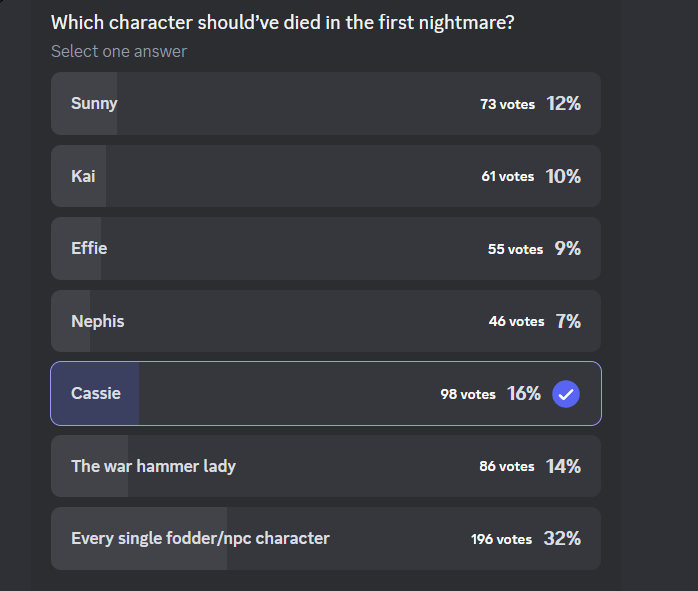 Which character should've died in the first nightmare?
Select one answer
Sunny 73 votes 12%
Kai 61 votes 10%
Effie 55 votes 9%
Nephis 46 votes 7%
Cassie 98 votes 16%
The war hammer lady 86 votes 14%
Every single fodder/npc character 196 votes 32%